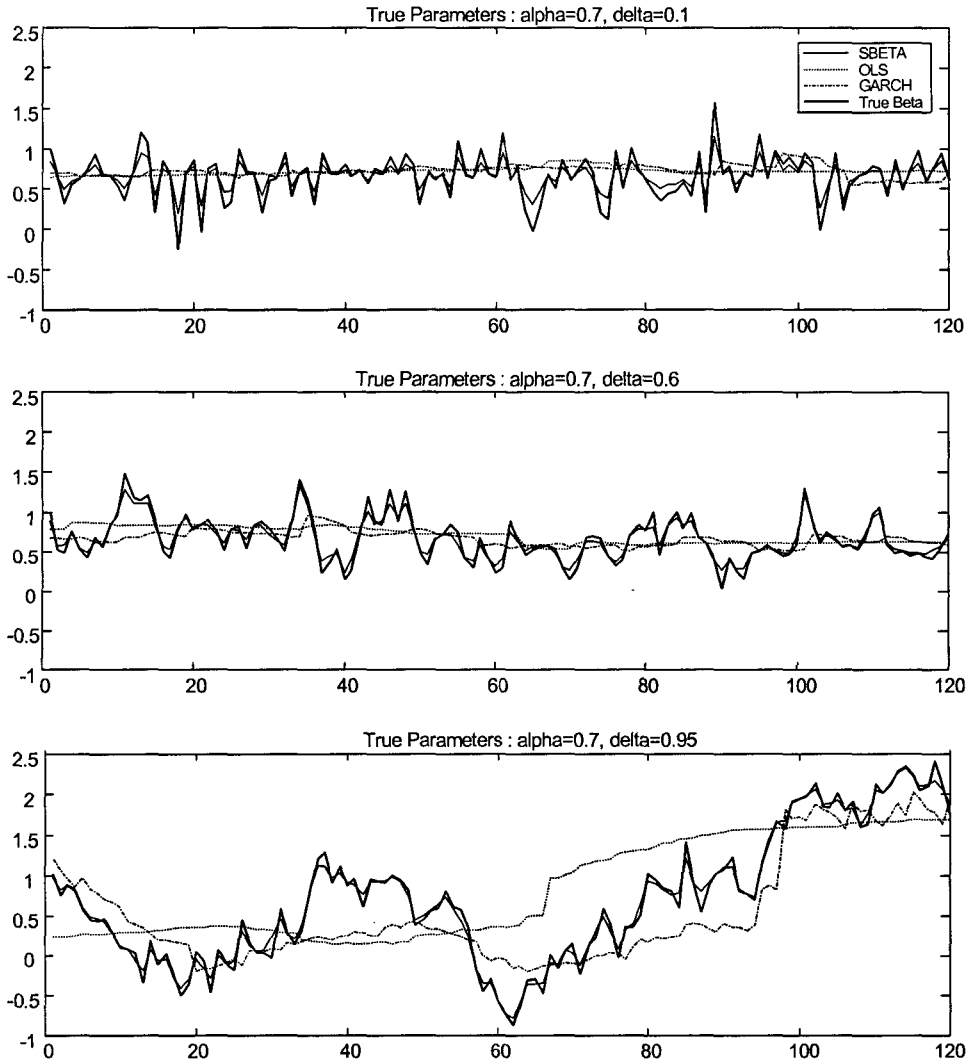 True Parameters : alpha=0.7, delta=0.1
2.5
2
1.5
1
0.5
0
-0.5
-1
SBETA
OLS
GARCH
True Beta
0 20 40 60 80 100 120
True Parameters : alpha=0.7, delta=0.6
2.5
2
1.5
1
0.5
0
-0.5
-1
0 20 40 60 80 100 120
True Parameters : alpha=0.7, delta=0.95
2.5
2
1.5
1
0.5
0
-0.5
-1
0 20 40 60 80 100 120